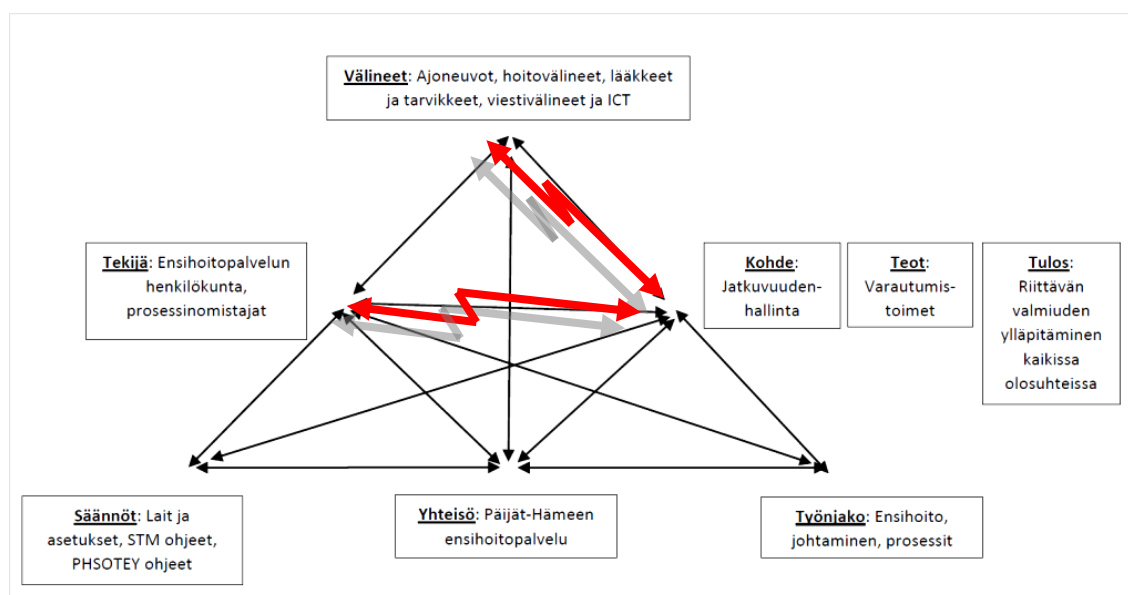 Välineet: Ajoneuvot, hoitovälineet, lääkkeet
ja tarvikkeet, viestivälineet ja ICT
Tekijä: Ensihoitopalvelun
henkilökunta,
prosessinomistajat
Kohde:
Jatkuvuuden-
hallinta
Teot:
Varautumis-
toimet
Tulos:
Riittävän
valmiuden
ylläpitäminen
kaikissa
olosuhteissa
Säännöt: Lait ja
asetukset, STM ohjeet,
PHSOTEY ohjeet
Yhteisö: Päijät-Hämeen
ensihoitopalvelu
Työnjako: Ensihoito,
johtaminen, prosessit